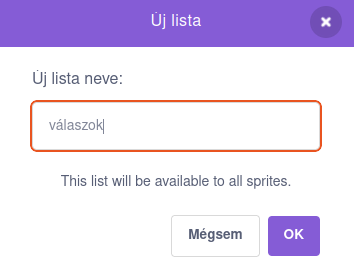 Új lista
Új lista neve:
válaszok
This list will be available to all sprites.
Mégsem
OK